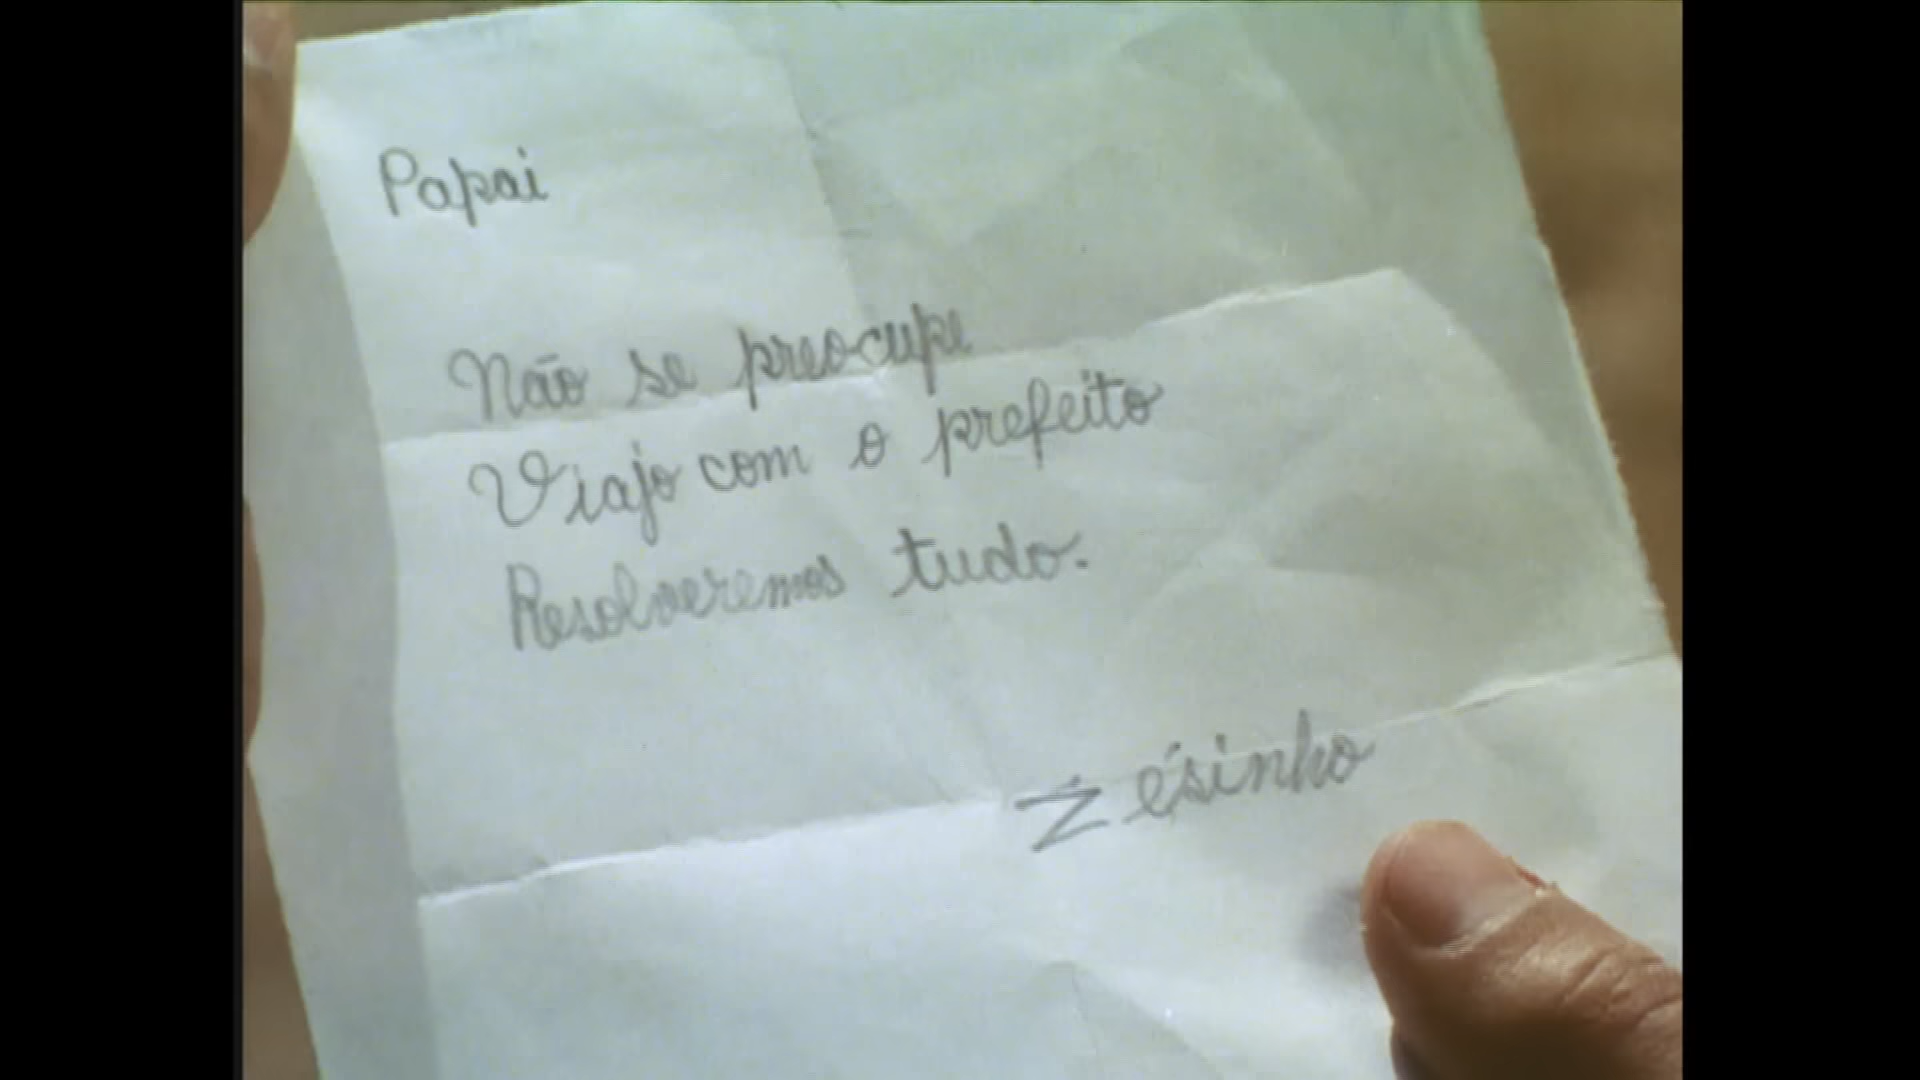 Papai
Não se preocupe
Viajo com o prefeito
Resolveremos tudo.
Zésinho